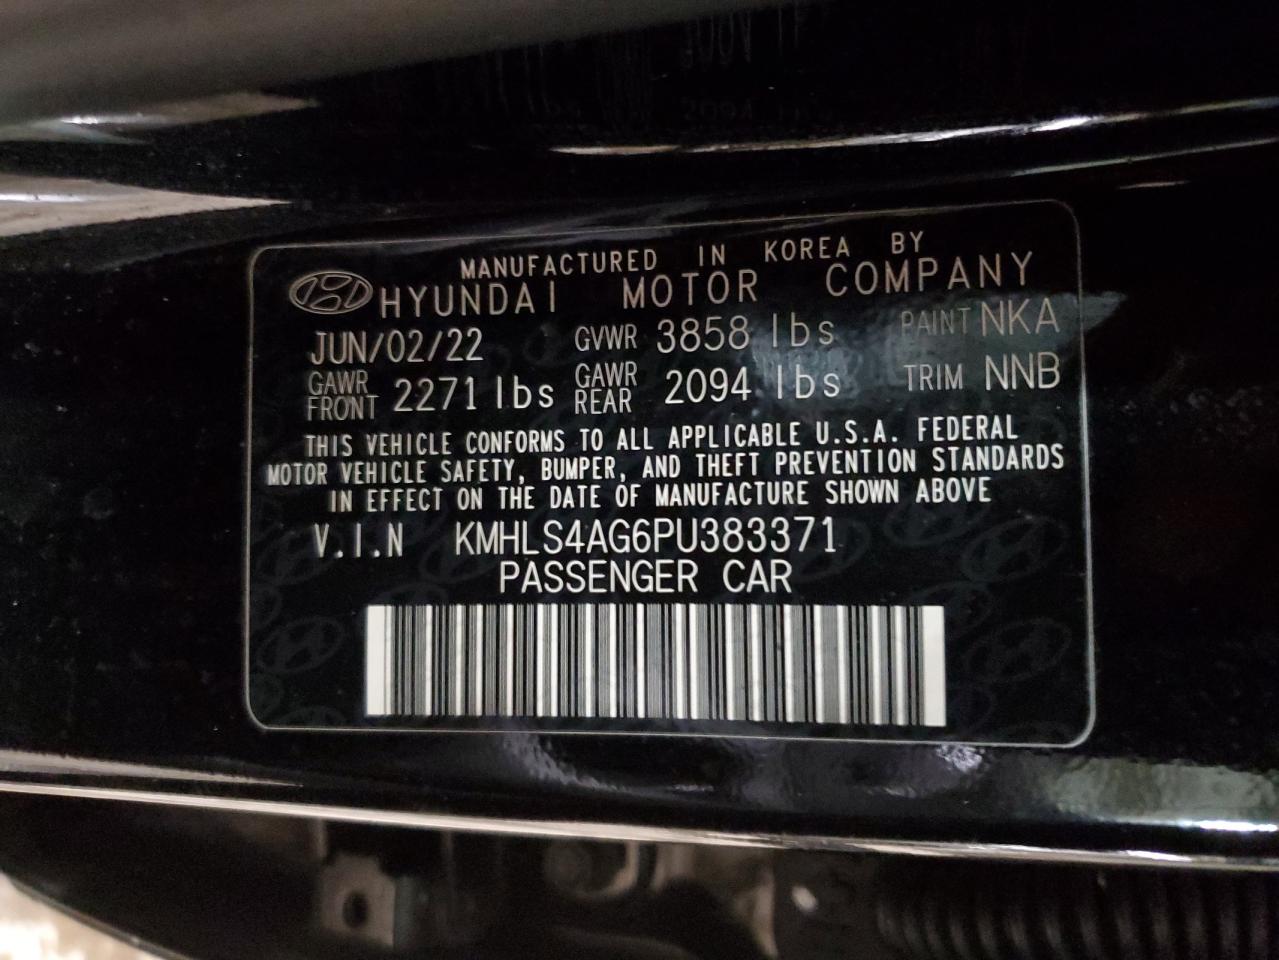 MANUFACTURED IN KOREA BY
HYUNDAI MOTOR COMPANY
JUN/02/22 GVWR 3858 lbs PAINT NKA
GAWR FRONT 2271 lbs GAWR REAR 2094 lbs TRIM NNB
THIS VEHICLE CONFORMS TO ALL APPLICABLE U.S.A. FEDERAL
MOTOR VEHICLE SAFETY, BUMPER, AND THEFT PREVENTION STANDARDS
IN EFFECT ON THE DATE OF MANUFACTURE SHOWN ABOVE
V.I.N KMHLS4AG6PU383371
PASSENGER CAR